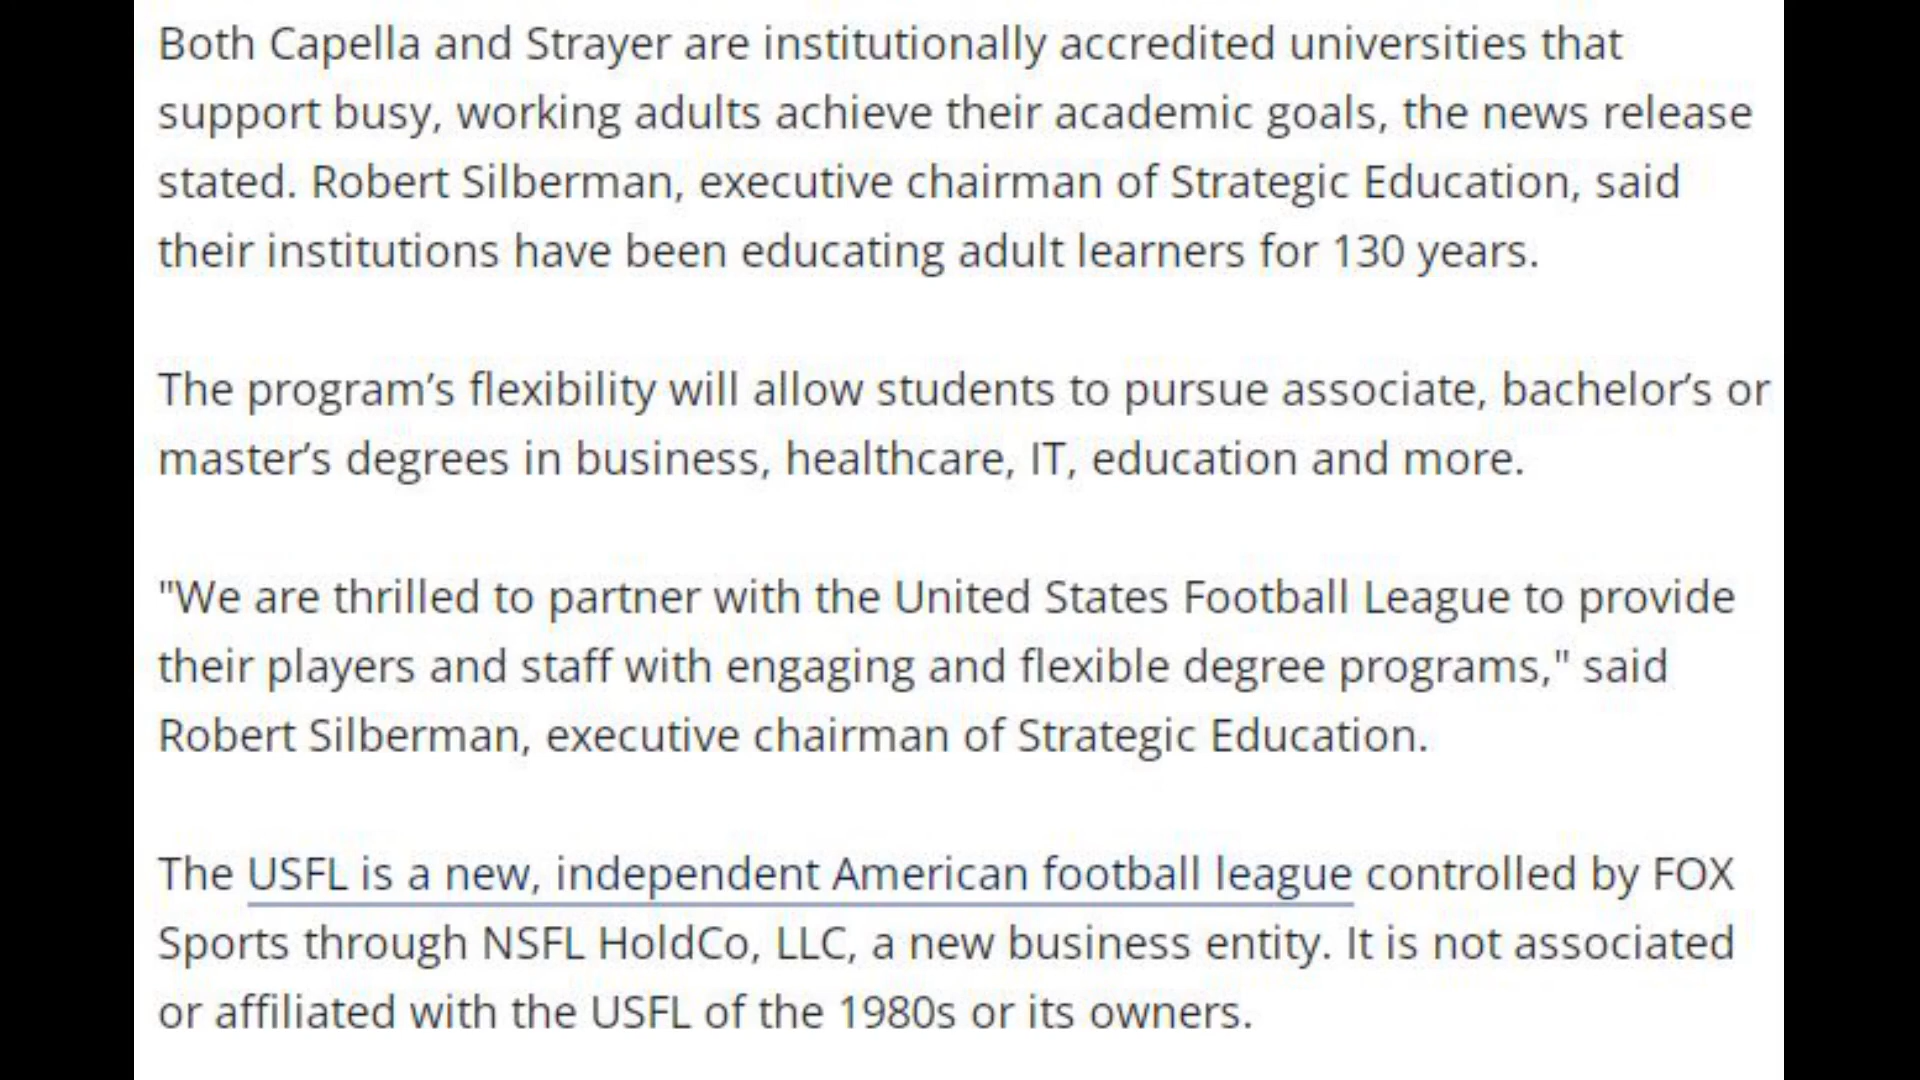 Both Capella and Strayer are institutionally accredited universities that
support busy, working adults achieve their academic goals, the news release
stated. Robert Silberman, executive chairman of Strategic Education, said
their institutions have been educating adult learners for 130 years.
The program’s flexibility will allow students to pursue associate, bachelor’s or
master’s degrees in business, healthcare, IT, education and more.
"We are thrilled to partner with the United States Football League to provide
their players and staff with engaging and flexible degree programs," said
Robert Silberman, executive chairman of Strategic Education.
The USFL is a new, independent American football league controlled by FOX
Sports through NSFL HoldCo, LLC, a new business entity. It is not associated
or affiliated with the USFL of the 1980s or its owners.